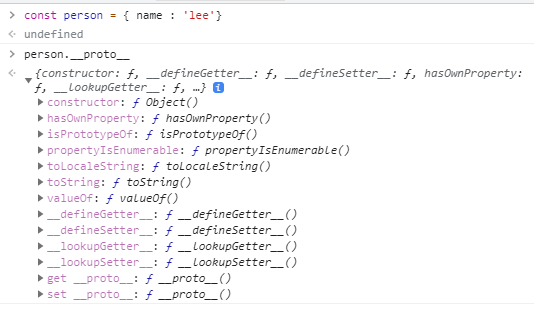 > const person = { name : 'lee'}
< undefined
> person.__proto__
< {constructor: ƒ, __defineGetter__: ƒ, __defineSetter__: ƒ, hasOwnProperty:
ƒ, __lookupGetter__: ƒ, …} i
constructor: ƒ Object()
hasOwnProperty: ƒ hasOwnProperty()
isPrototypeOf: ƒ isPrototypeOf()
propertyIsEnumerable: ƒ propertyIsEnumerable()
toLocaleString: ƒ toLocaleString()
toString: ƒ toString()
valueOf: ƒ valueOf()
__defineGetter__: ƒ __defineGetter__()
__defineSetter__: ƒ __defineSetter__()
__lookupGetter__: ƒ __lookupGetter__()
__lookupSetter__: ƒ __lookupSetter__()
get __proto__: ƒ __proto__()
set __proto__: ƒ __proto__()